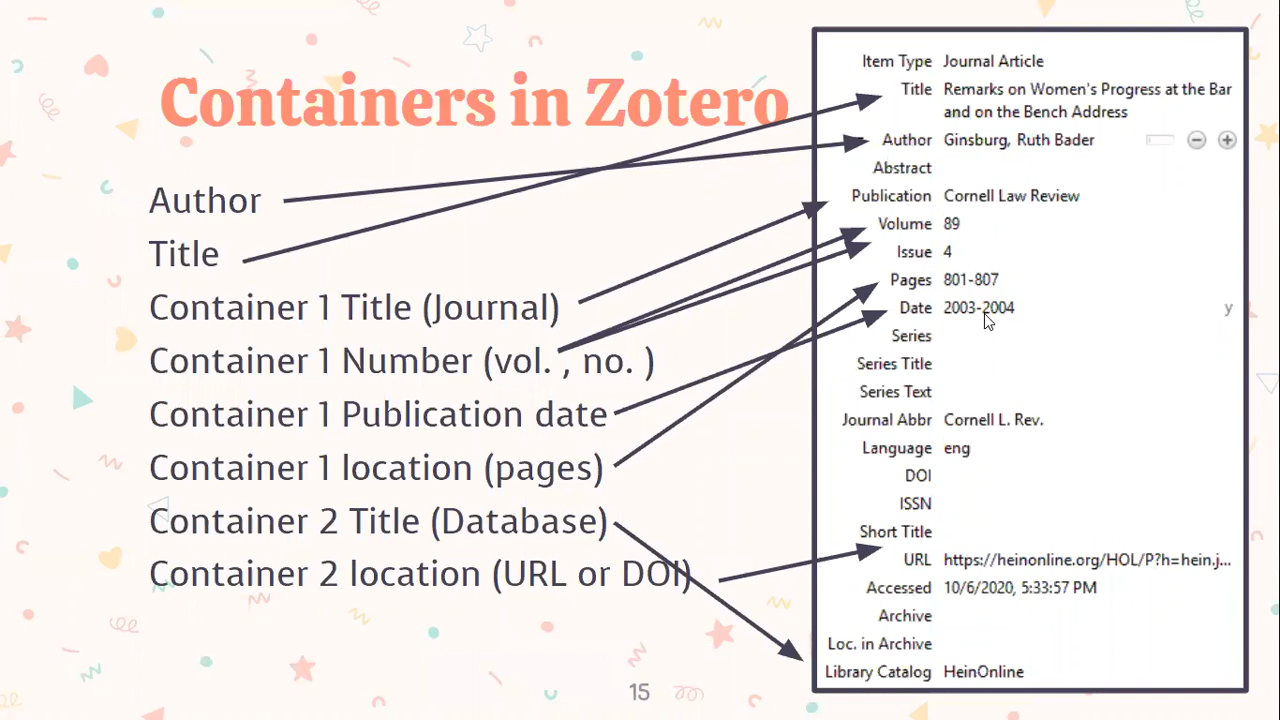 Containers in Zotero
Author
Title
Container 1 Title (Journal)
Container 1 Number (vol. , no. )
Container 1 Publication date
Container 1 location (pages)
Container 2 Title (Database)
Container 2 location (URL or DOI)
Item Type Journal Article
Title Remarks on Women's Progress at the Bar
and on the Bench Address
Author Ginsburg, Ruth Bader
Abstract
Publication Cornell Law Review
Volume 89
Issue 4
Pages 801-807
Date 2003-2004 y
Series
Series Title
Series Text
Journal Abbr Cornell L. Rev.
Language eng
DOI
ISSN
Short Title
URL https://heinonline.org/HOL/P?h=hein.j...
Accessed 10/6/2020, 5:33:57 PM
Archive
Loc. in Archive
Library Catalog HeinOnline
15